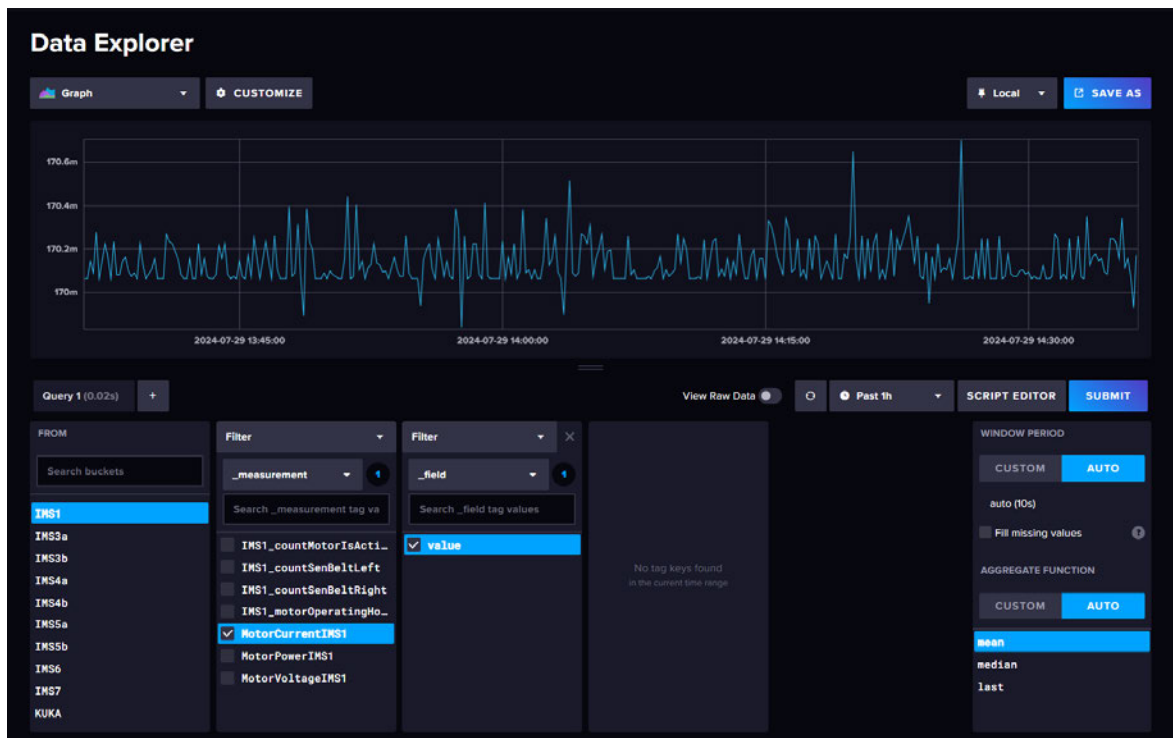 Data Explorer
Graph
CUSTOMIZE
Local
SAVE AS
170.6m
170.4m
170.2m
170m
2024-07-29 13:45:00
2024-07-29 14:00:00
2024-07-29 14:15:00
2024-07-29 14:30:00
Query 1 (0.02s)
+
View Raw Data
Past 1h
SCRIPT EDITOR
SUBMIT
FROM
Search buckets
IMS1
IMS3a
IMS3b
IMS4a
IMS4b
IMS5a
IMS5b
IMS6
IMS7
KUKA
Filter
_measurement
1
Search _measurement tag va
IMS1_countMotorIsActi…
IMS1_countSenBeltLeft
IMS1_countSenBeltRight
IMS1_motorOperatingHo…
MotorCurrentIMS1
MotorPowerIMS1
MotorVoltageIMS1
Filter
_field
1
Search _field tag values
value
No tag keys found
in the current time range
WINDOW PERIOD
CUSTOM
AUTO
auto (10s)
Fill missing values
?
AGGREGATE FUNCTION
CUSTOM
AUTO
mean
median
last